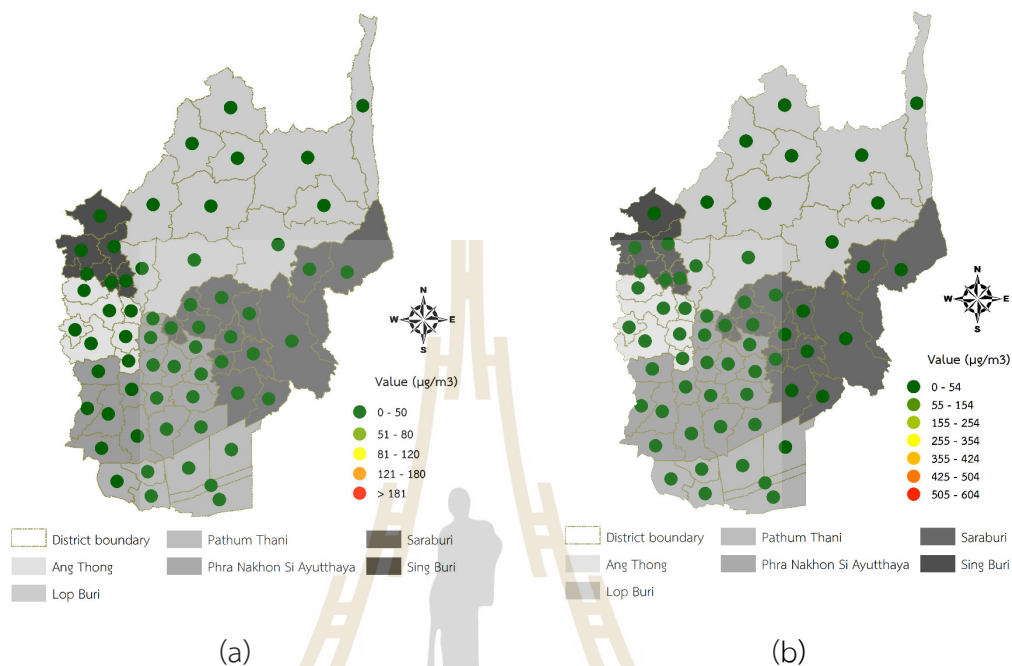 N
W E
S
Value (µg/m3)
0 - 50
51 - 80
81 - 120
121 - 180
> 181
District boundary
Pathum Thani
Saraburi
Ang Thong
Phra Nakhon Si Ayutthaya
Sing Buri
Lop Buri
(a)
N
W E
S
Value (µg/m3)
0 - 54
55 - 154
155 - 254
255 - 354
355 - 424
425 - 504
505 - 604
District boundary
Pathum Thani
Saraburi
Ang Thong
Phra Nakhon Si Ayutthaya
Sing Buri
Lop Buri
(b)